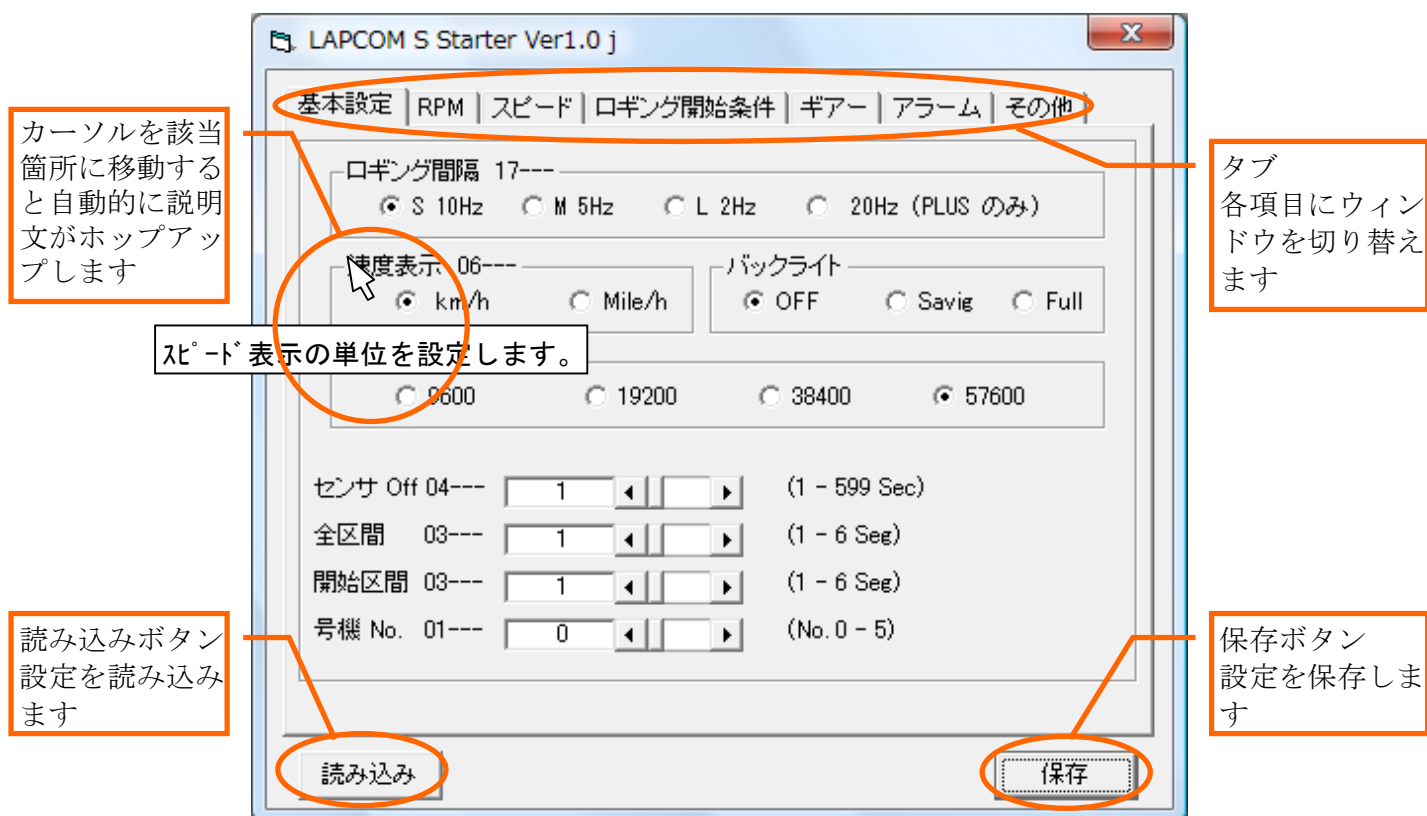 LAPCOM S Starter Ver1.0 j
基本設定 RPM スピード ロギング開始条件 ギアー アラーム その他
カーソルを該当
箇所に移動する
と自動的に説明
文がホップアッ
プします
タブ
各項目にウィン
ドウを切り替え
ます
ロギング間隔 17---
S 10Hz M 5Hz L 2Hz 20Hz (PLUS のみ)
速度表示 06--- バックライト
km/h Mile/h OFF Savig Full
ｽﾋﾟｰﾄﾞ表示の単位を設定します。
9600 19200 38400 57600
センサ Off 04--- 1 (1 - 599 Sec)
全区間 03--- 1 (1 - 6 Seg)
開始区間 03--- 1 (1 - 6 Seg)
号機 No. 01--- 0 (No. 0 - 5)
読み込みボタン
設定を読み込み
ます
保存ボタン
設定を保存しま
す
読み込み 保存